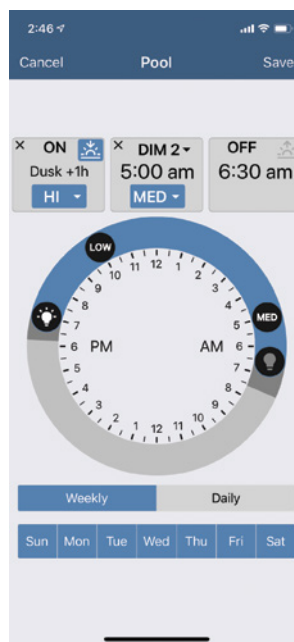 2:46
Cancel Pool Save
× ON × DIM 2 OFF
Dusk +1h 5:00 am 6:30 am
HI MED
LOW
MED
12 1 2 3 4 5 6 7 8 9 10 11 12 1 2 3 4 5 6 7 8 9 10 11
PM AM
Weekly Daily
Sun Mon Tue Wed Thu Fri Sat